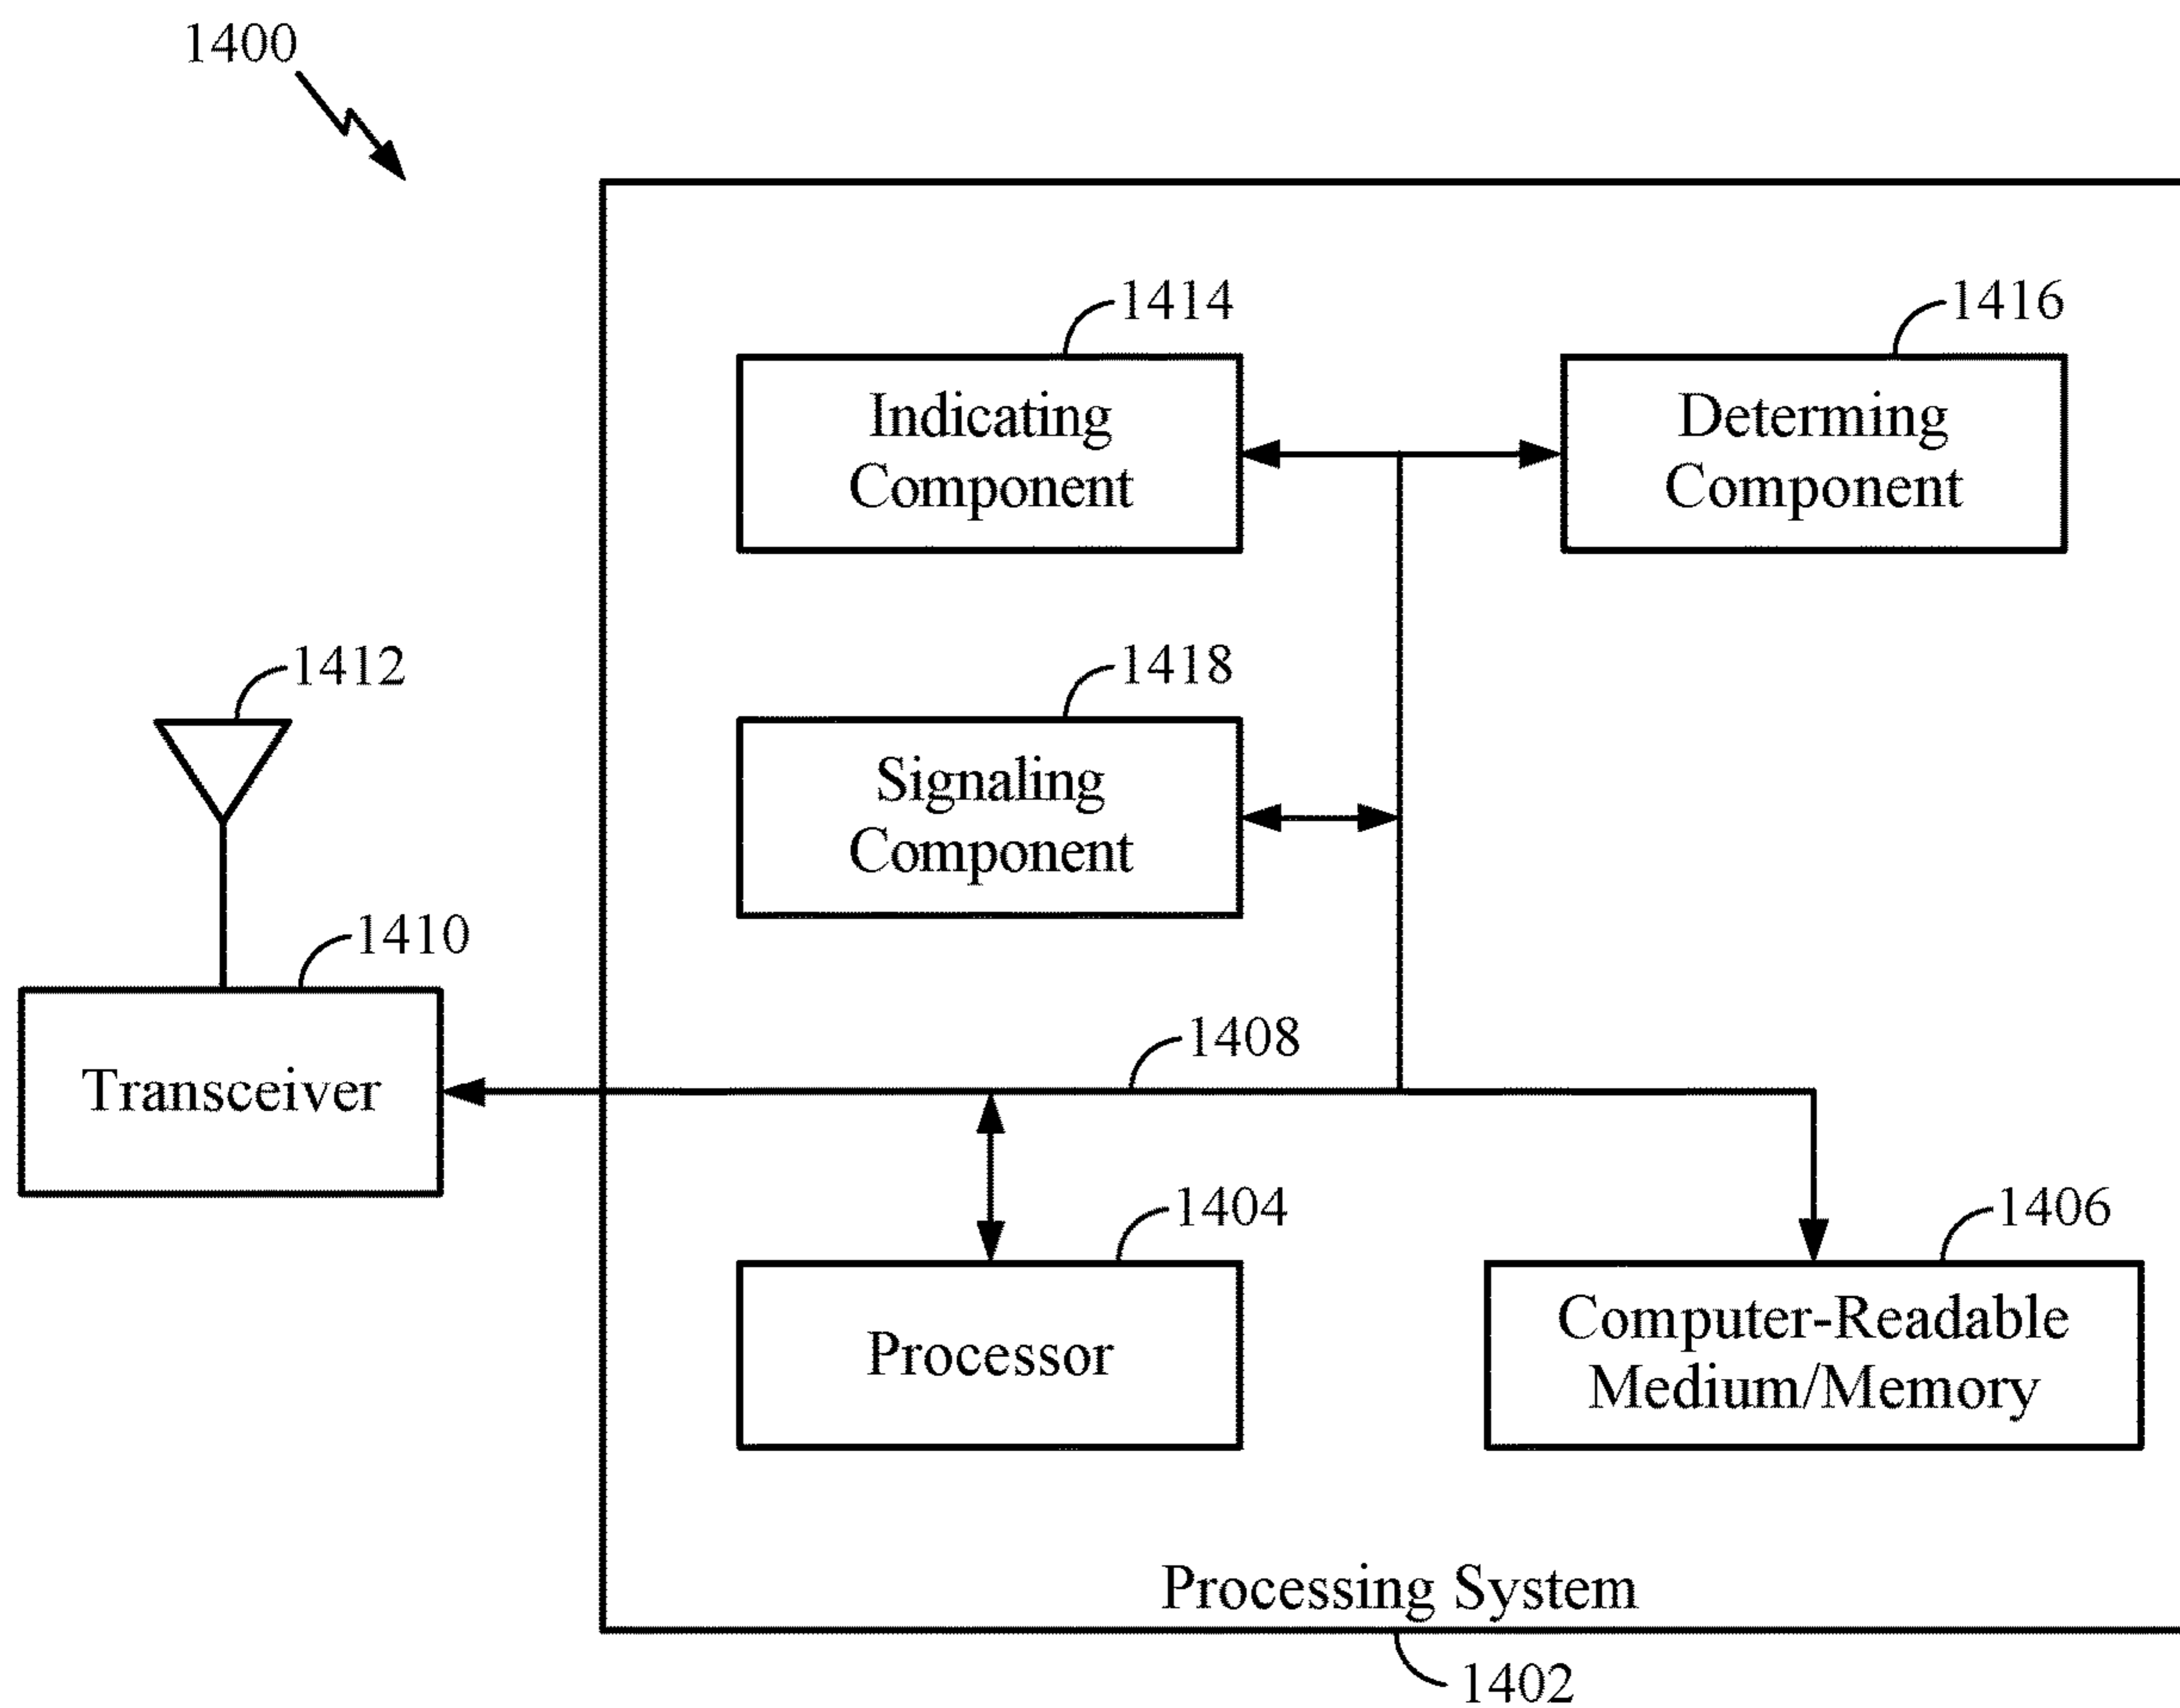 1400
1414
1416
Indicating
Component
Determing
Component
1412
1418
Signaling
Component
1410
Transceiver
1408
1404
1406
Processor
Computer-Readable
Medium/Memory
Processing System
1402